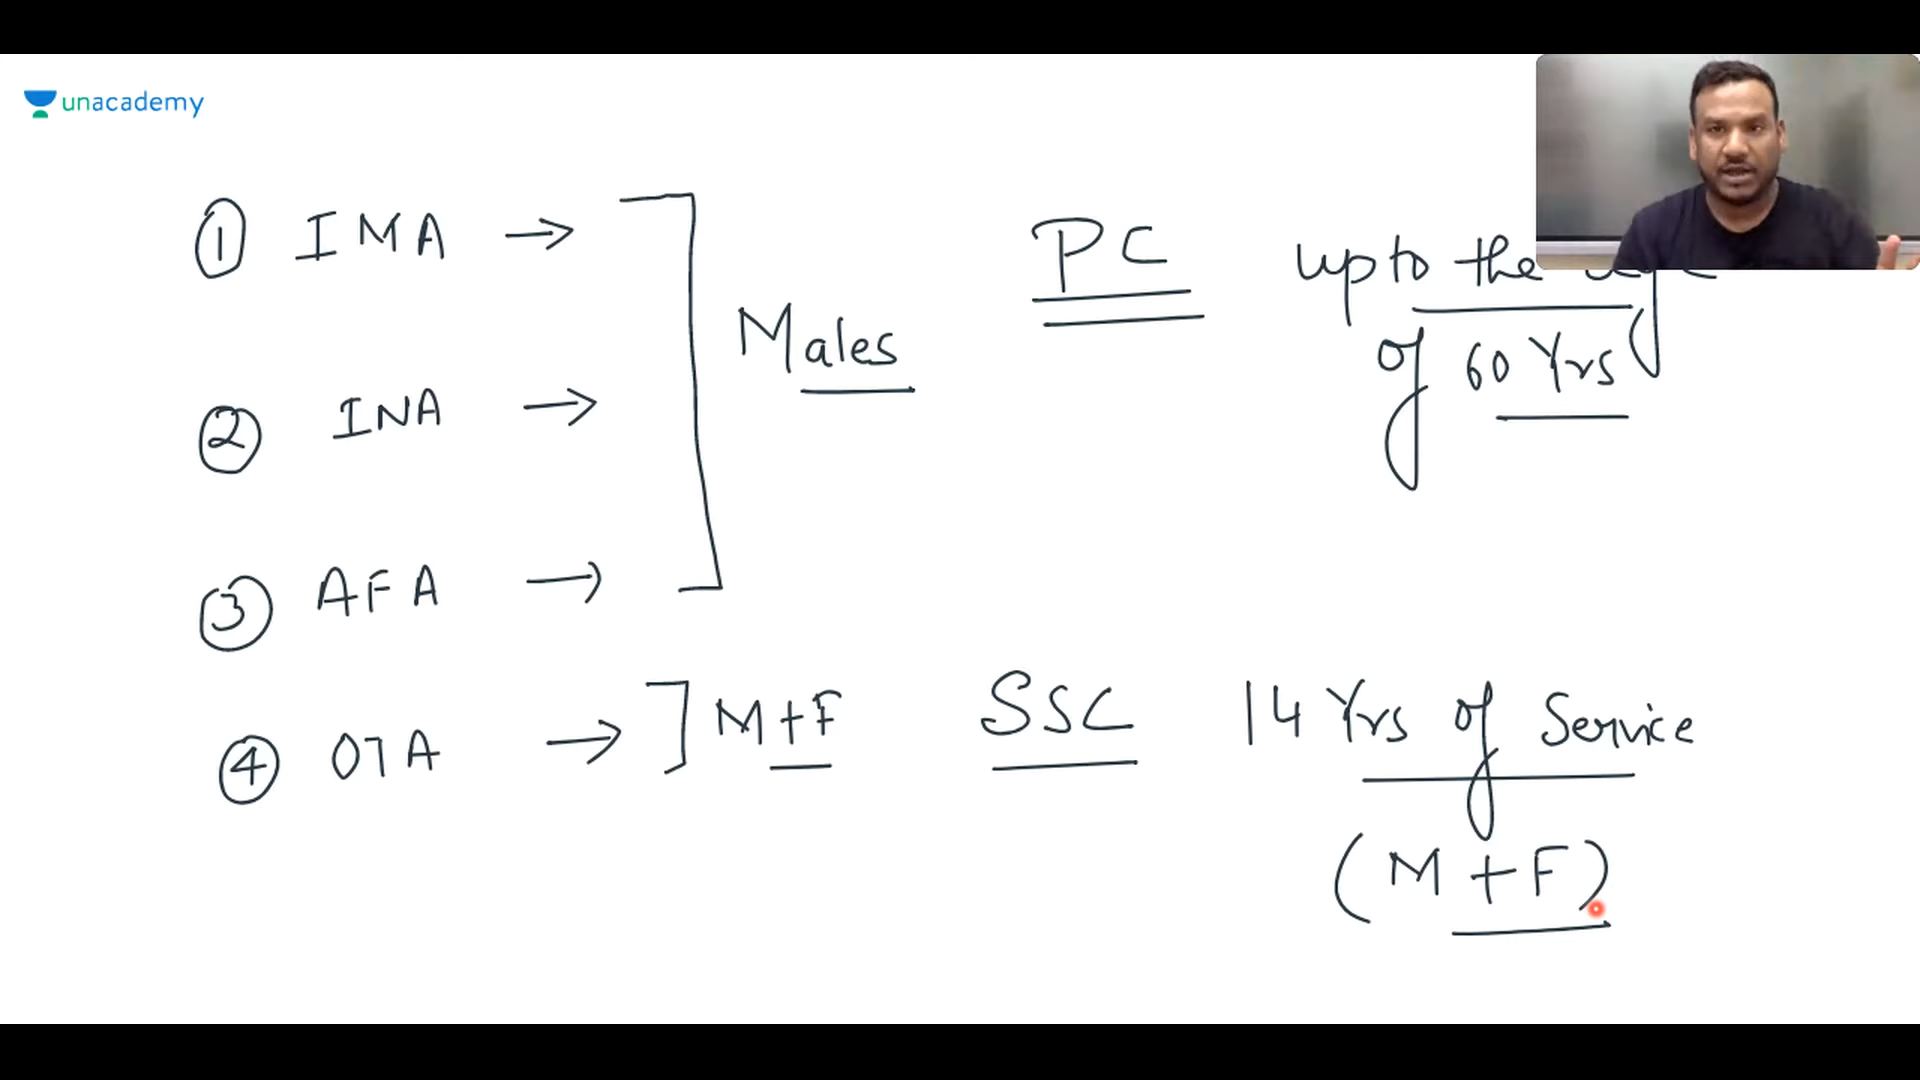 unacademy
① IMA →
Males
PC
upto the
of 60 Yrs
② INA →
③ AFA →
④ OTA → M+F
SSC
14 Yrs of Service
(M+F)